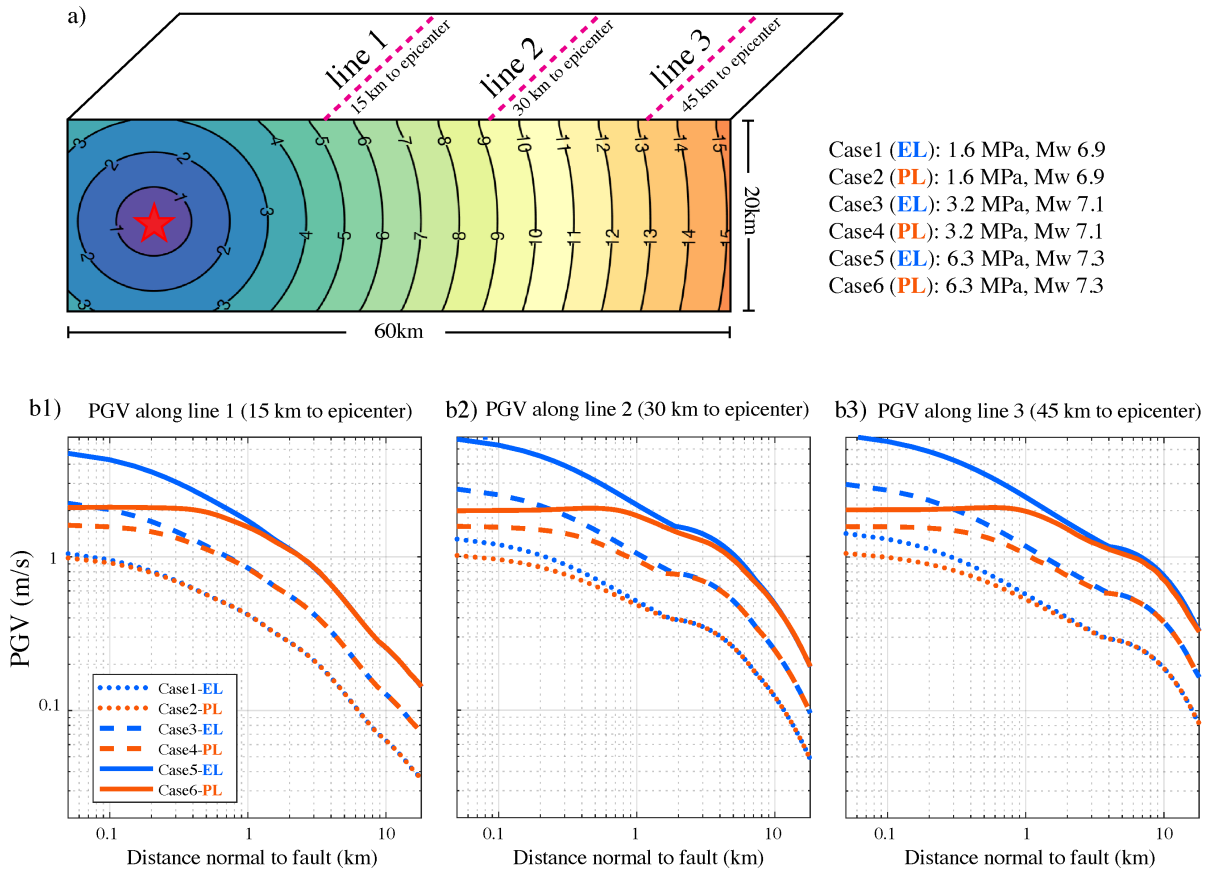 a)
line 1
15 km to epicenter
line 2
30 km to epicenter
line 3
45 km to epicenter
3 4 5 6 7 8 9 10 11 12 13 14 15
2
3
1
1
4 5 6 7 8 9 10 11 12 13 14 15
2
2
3 3
20km
60km
Case1 (EL): 1.6 MPa, Mw 6.9
Case2 (PL): 1.6 MPa, Mw 6.9
Case3 (EL): 3.2 MPa, Mw 7.1
Case4 (PL): 3.2 MPa, Mw 7.1
Case5 (EL): 6.3 MPa, Mw 7.3
Case6 (PL): 6.3 MPa, Mw 7.3
b1) PGV along line 1 (15 km to epicenter)
PGV (m/s)
1
0.1
Case1-EL
Case2-PL
Case3-EL
Case4-PL
Case5-EL
Case6-PL
0.1 1 10
Distance normal to fault (km)
b2) PGV along line 2 (30 km to epicenter)
0.1 1 10
Distance normal to fault (km)
b3) PGV along line 3 (45 km to epicenter)
0.1 1 10
Distance normal to fault (km)